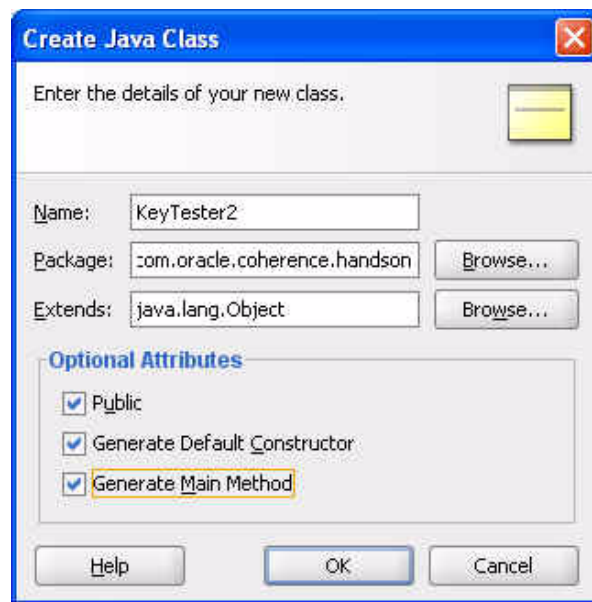 Create Java Class
Enter the details of your new class.
Name: KeyTester2
Package: com.oracle.coherence.handson Browse...
Extends: java.lang.Object Browse...
Optional Attributes
Public
Generate Default Constructor
Generate Main Method
Help OK Cancel